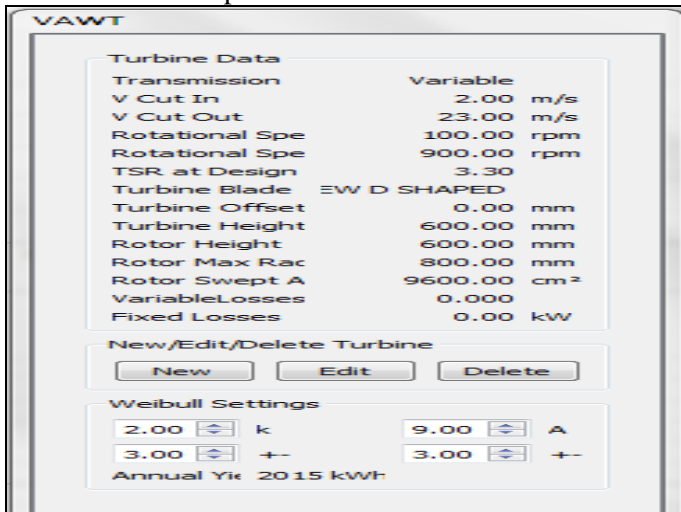 VAWT
Turbine Data
Transmission Variable
V Cut In 2.00 m/s
V Cut Out 23.00 m/s
Rotational Spe 100.00 rpm
Rotational Spe 900.00 rpm
TSR at Design 3.30
Turbine Blade EW D SHAPED
Turbine Offset 0.00 mm
Turbine Height 600.00 mm
Rotor Height 600.00 mm
Rotor Max Rac 800.00 mm
Rotor Swept A 9600.00 cm²
VariableLosses 0.000
Fixed Losses 0.00 kW
New/Edit/Delete Turbine
New Edit Delete
Weibull Settings
2.00 k 9.00 A
3.00 +- 3.00 +-
Annual Yie 2015 kWh